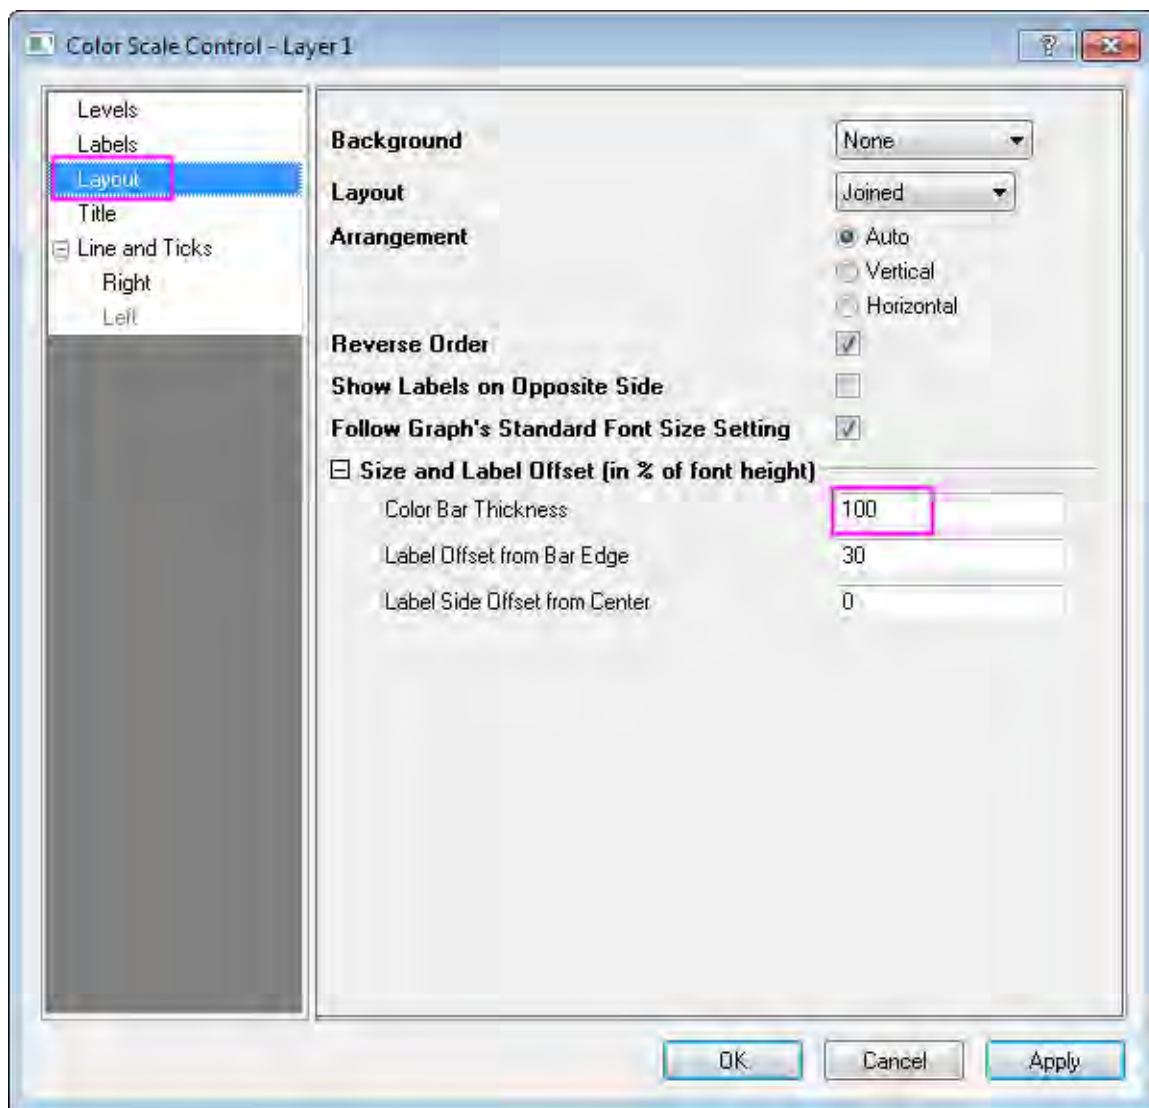 Color Scale Control - Layer 1
Levels
Labels
Layout
Title
Line and Ticks
Right
Left
Background
None
Layout
Joined
Arrangement
Auto
Vertical
Horizontal
Reverse Order
Show Labels on Opposite Side
Follow Graph's Standard Font Size Setting
Size and Label Offset (in % of font height)
Color Bar Thickness
100
Label Offset from Bar Edge
30
Label Side Offset from Center
0
OK
Cancel
Apply